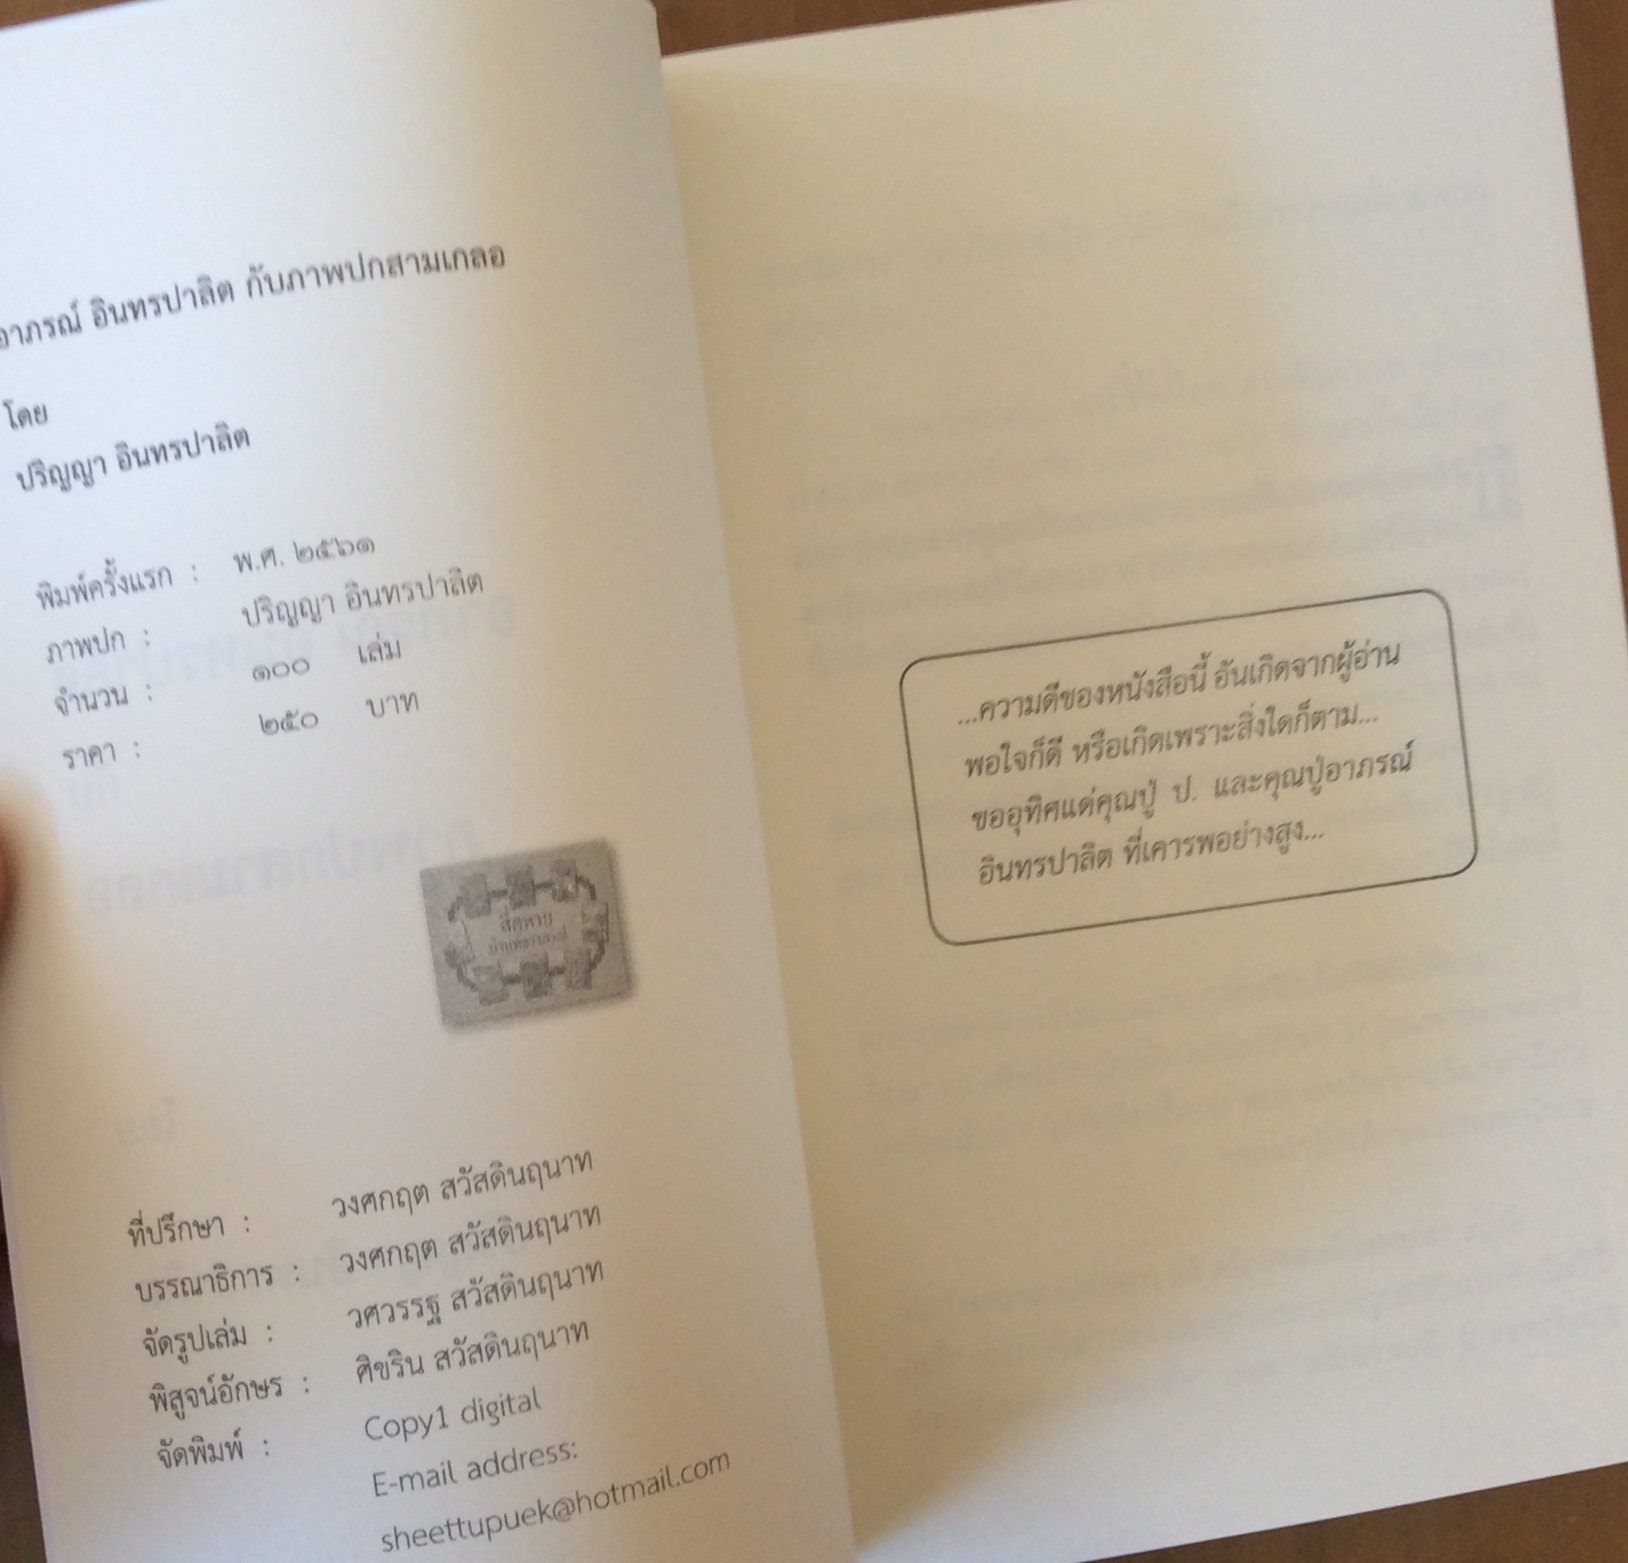 อาภรณ์ อินทรปาลิต กับภาพปกสามเกลอ
โดย
ปริญญา อินทรปาลิต
พิมพ์ครั้งแรก : พ.ศ. ๒๕๖๑
ภาพปก : ปริญญา อินทรปาลิต
จำนวน : ๑๐๐ เล่ม
ราคา : ๒๕๐ บาท
ที่ปรึกษา : วงศกฤต สวัสดินฤนาท
บรรณาธิการ : วงศกฤต สวัสดินฤนาท
จัดรูปเล่ม : วศวรรฐ สวัสดินฤนาท
พิสูจน์อักษร : ศิขริน สวัสดินฤนาท
จัดพิมพ์ : Copy1 digital
E-mail address:
sheettupuek@hotmail.com
...ความดีของหนังสือนี้ อันเกิดจากผู้อ่าน
พอใจก็ดี หรือเกิดเพราะสิ่งใดก็ตาม...
ขออุทิศแด่คุณปู่ ป. และคุณปู่อาภรณ์
อินทรปาลิต ที่เคารพอย่างสูง...